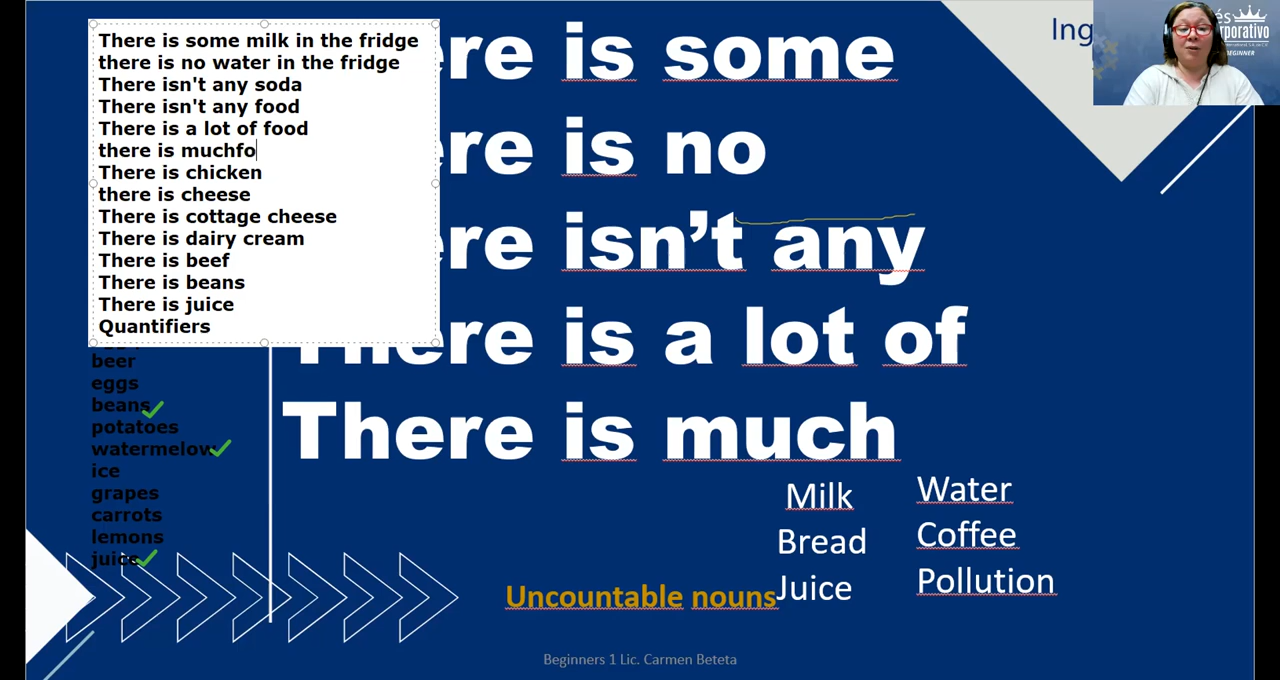 There is some milk in the fridge
there is no water in the fridge
There isn't any soda
There isn't any food
There is a lot of food
there is muchfo
There is chicken
there is cheese
There is cottage cheese
There is dairy cream
There is beef
There is beans
There is juice
Quantifiers
beer
eggs
beans
potatoes
watermelow
ice
grapes
carrots
lemons
juice
ere is some
ere is no
ere isn’t any
There is a lot of
There is much
Milk
Bread
Juice
Water
Coffee
Pollution
Uncountable nouns
Beginners 1 Lic. Carmen Beteta
Ing
és
rporativo
BEGINNER